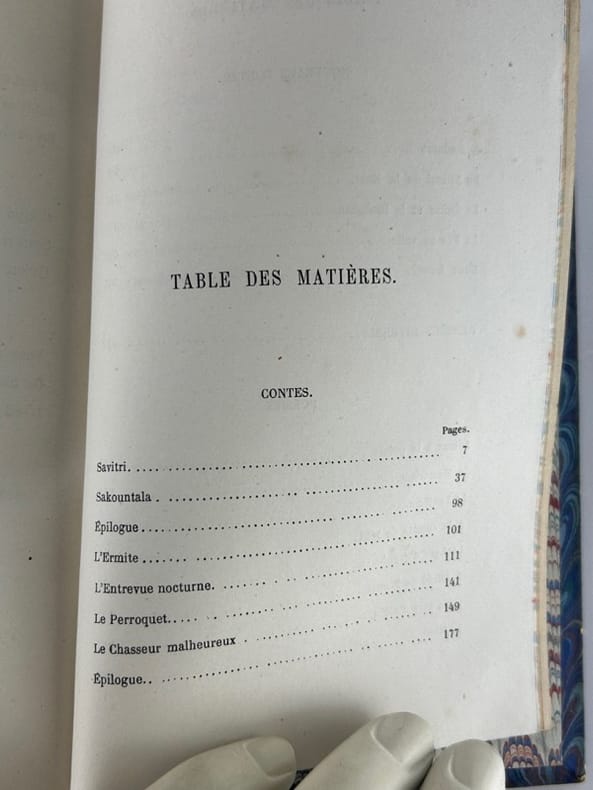 TABLE DES MATIÈRES.
CONTES.
Pages.
Savitri. . . . . . . . . . . . . . . . . . . . . . . . . . . . . . . . . 7
Sakountala . . . . . . . . . . . . . . . . . . . . . . . . . . . . . 37
Épilogue . . . . . . . . . . . . . . . . . . . . . . . . . . . . . . 98
L'Ermite . . . . . . . . . . . . . . . . . . . . . . . . . . . . . . 101
L'Entrevue nocturne. . . . . . . . . . . . . . . . . . . . . . 111
Le Perroquet. . . . . . . . . . . . . . . . . . . . . . . . . . . 141
Le Chasseur malheureux . . . . . . . . . . . . . . . . . . 149
Épilogue. . . . . . . . . . . . . . . . . . . . . . . . . . . . . . 177